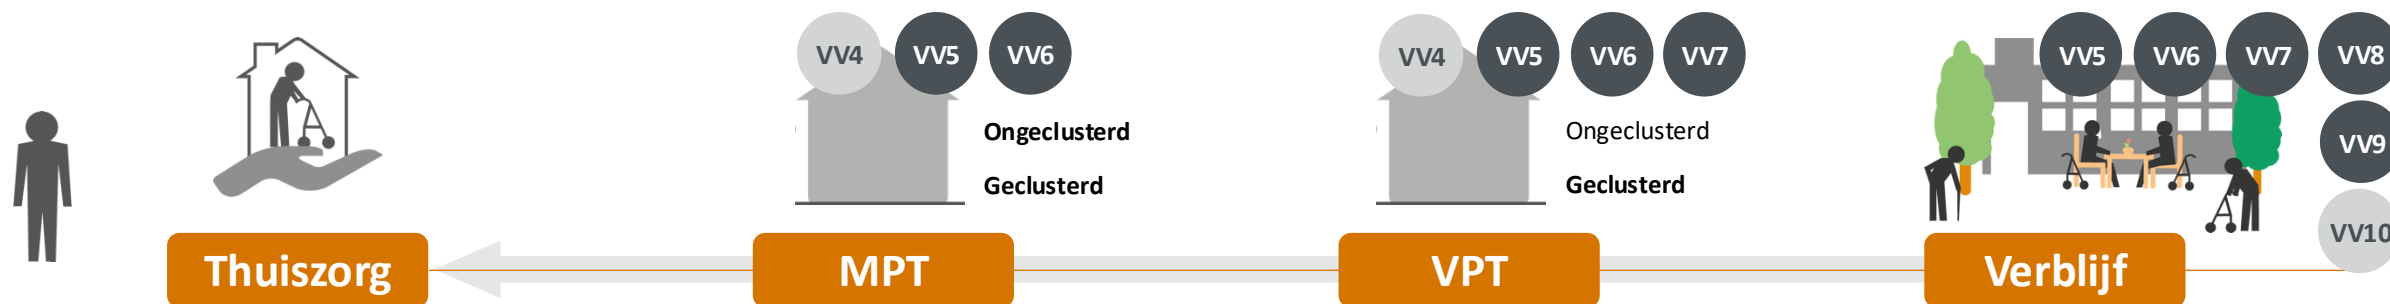 VV4 VV5 VV6
Ongeclusterd
Geclusterd
VV4 VV5 VV6 VV7
Ongeclusterd
Geclusterd
VV5 VV6 VV7 VV8
VV9
VV10
Thuiszorg
MPT
VPT
Verblijf